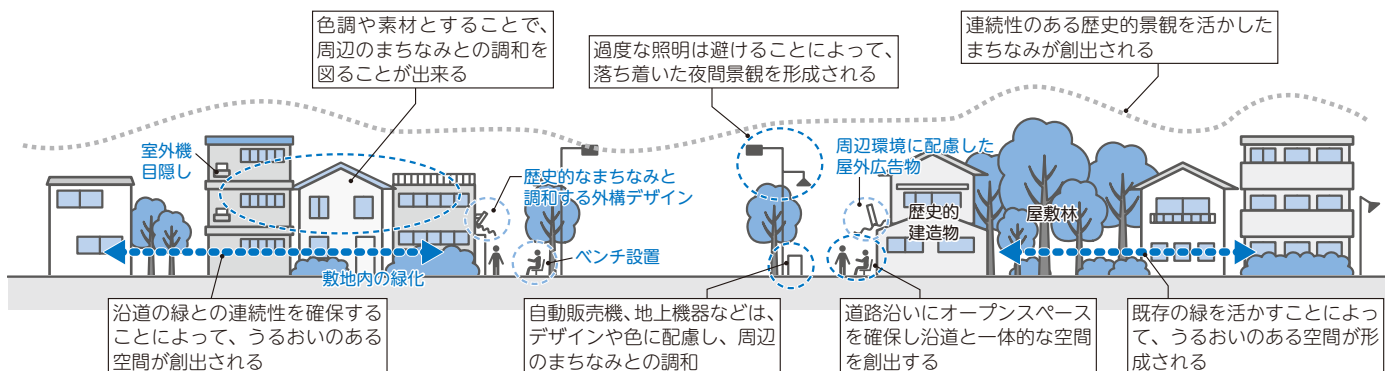 色調や素材とすることで、
周辺のまちなみとの調和を
図ることが出来る
過度な照明は避けることによって、
落ち着いた夜間景観を形成される
連続性のある歴史的景観を活かした
まちなみが創出される
室外機
目隠し
歴史的なまちなみと
調和する外構デザイン
周辺環境に配慮した
屋外広告物
歴史的
建造物
屋敷林
ベンチ設置
敷地内の緑化
沿道の緑との連続性を確保する
ことによって、うるおいのある
空間が創出される
自動販売機、地上機器などは、
デザインや色に配慮し、周辺
のまちなみとの調和
道路沿いにオープンスペース
を確保し沿道と一体的な空間
を創出する
既存の緑を活かすことによっ
て、うるおいのある空間が形
成される